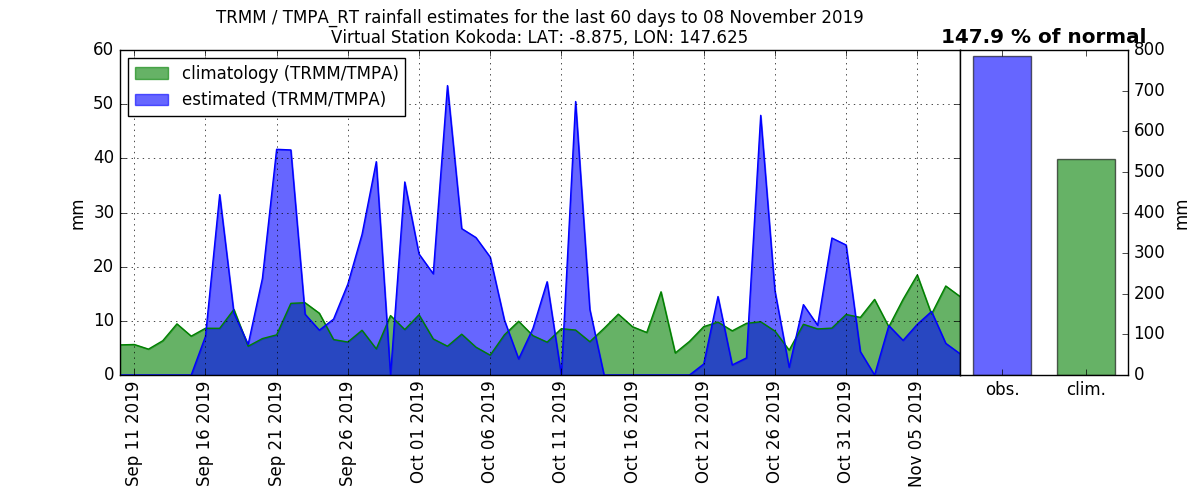 TRMM / TMPA_RT rainfall estimates for the last 60 days to 08 November 2019
Virtual Station Kokoda: LAT: -8.875, LON: 147.625
147.9 % of normal
climatology (TRMM/TMPA)
estimated (TRMM/TMPA)
60
50
40
30
20
10
0
mm
800
700
600
500
400
300
200
100
0
mm
Sep 11 2019
Sep 16 2019
Sep 21 2019
Sep 26 2019
Oct 01 2019
Oct 06 2019
Oct 11 2019
Oct 16 2019
Oct 21 2019
Oct 26 2019
Oct 31 2019
Nov 05 2019
obs.
clim.